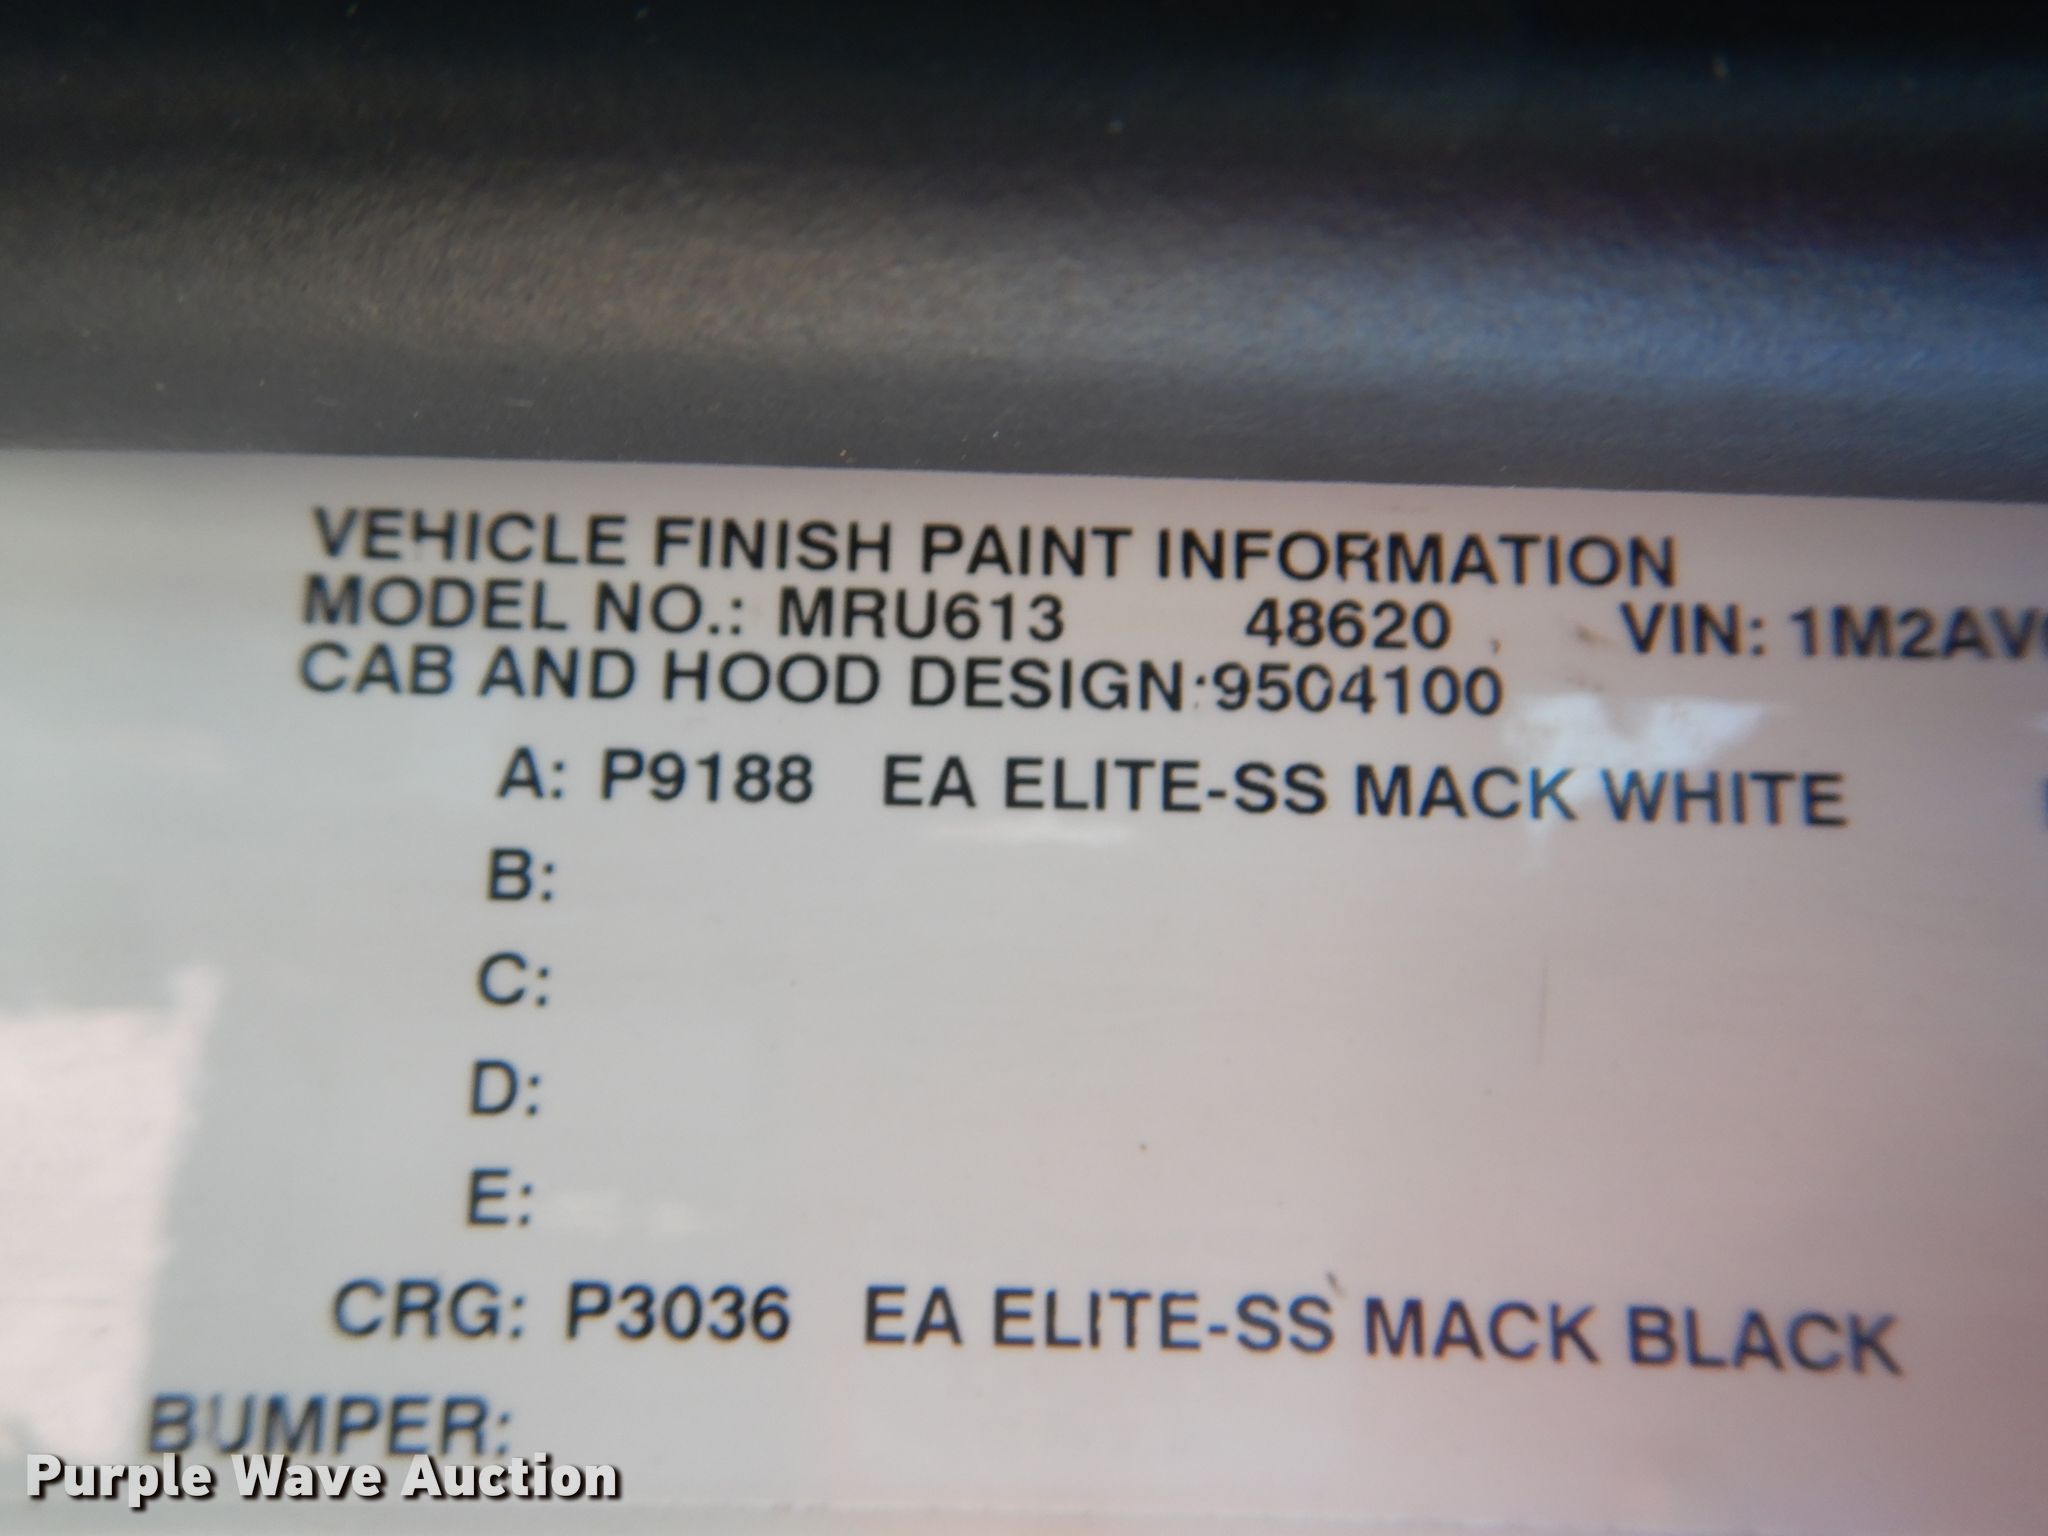 VEHICLE FINISH PAINT INFORMATION
MODEL NO.: MRU613 48620 VIN: 1M2AV
CAB AND HOOD DESIGN:9504100
A: P9188 EA ELITE-SS MACK WHITE
B:
C:
D:
E:
CRG: P3036 EA ELITE-SS MACK BLACK
BUMPER:
Purple Wave Auction